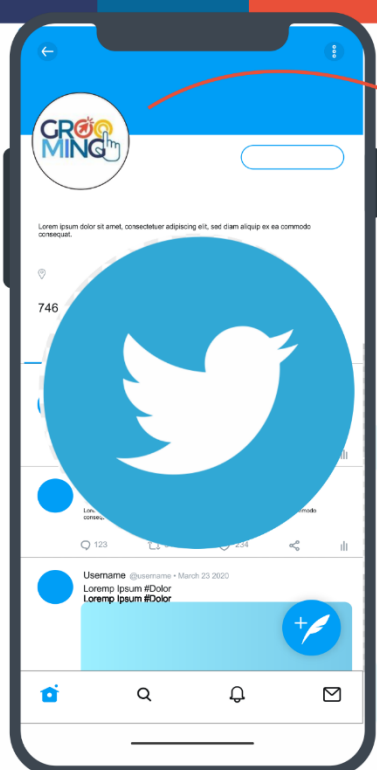 GROO
MING
Lorem ipsum dolor sit amet, consectetuer adipiscing elit, sed diam aliquip ex ea commodo
consequat.
746
123
234
Username @username • March 23 2020
Loremp Ipsum #Dolor
Loremp Ipsum #Dolor